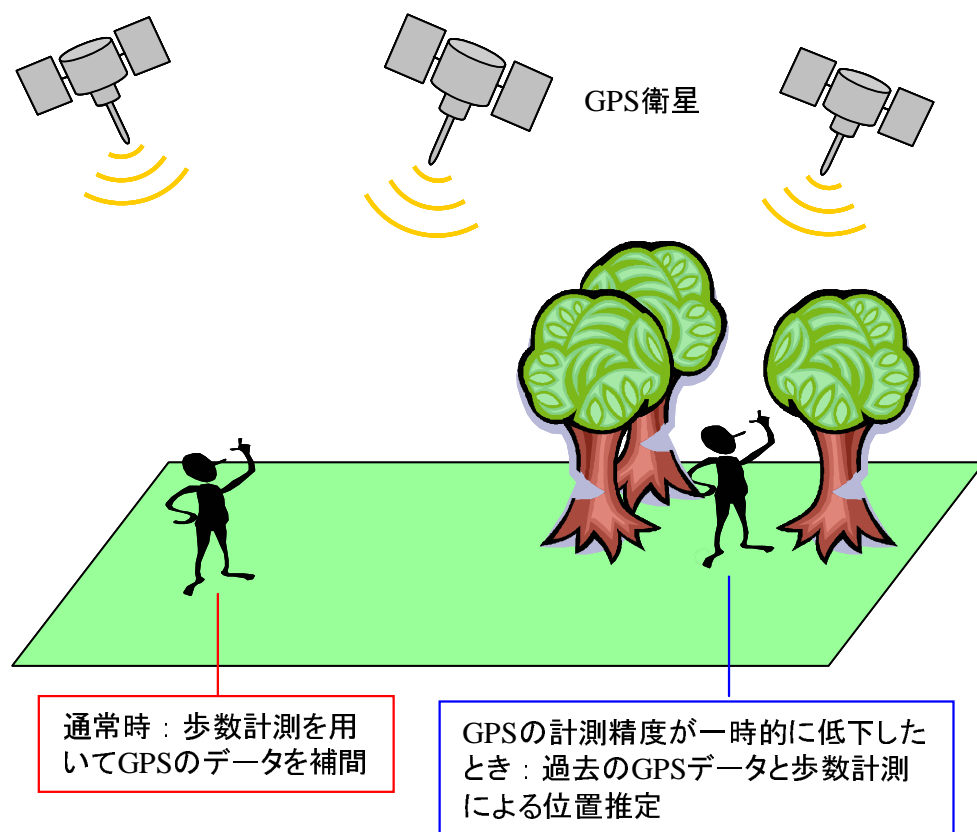 GPS衛星
通常時：歩数計測を用
いてGPSのデータを補間
GPSの計測精度が一時的に低下した
とき：過去のGPSデータと歩数計測
による位置推定